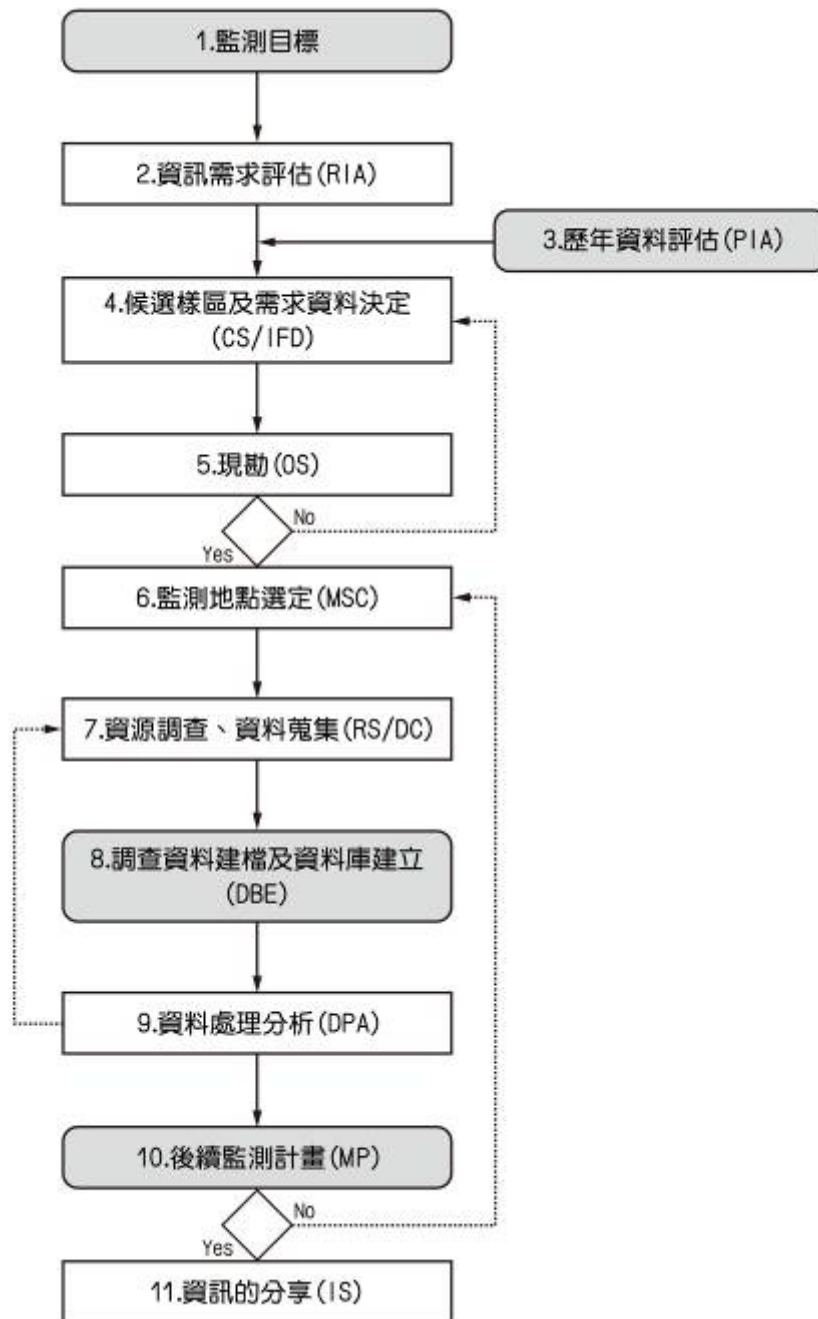 1.監測目標
2.資訊需求評估(RIA)
3.歷年資料評估(PIA)
4.候選樣區及需求資料決定
(CS/IFD)
5.現勘(OS)
No
Yes
6.監測地點選定(MSC)
7.資源調查、資料蒐集(RS/DC)
8.調查資料建檔及資料庫建立
(DBE)
9.資料處理分析(DPA)
10.後續監測計畫(MP)
No
Yes
11.資訊的分享(IS)